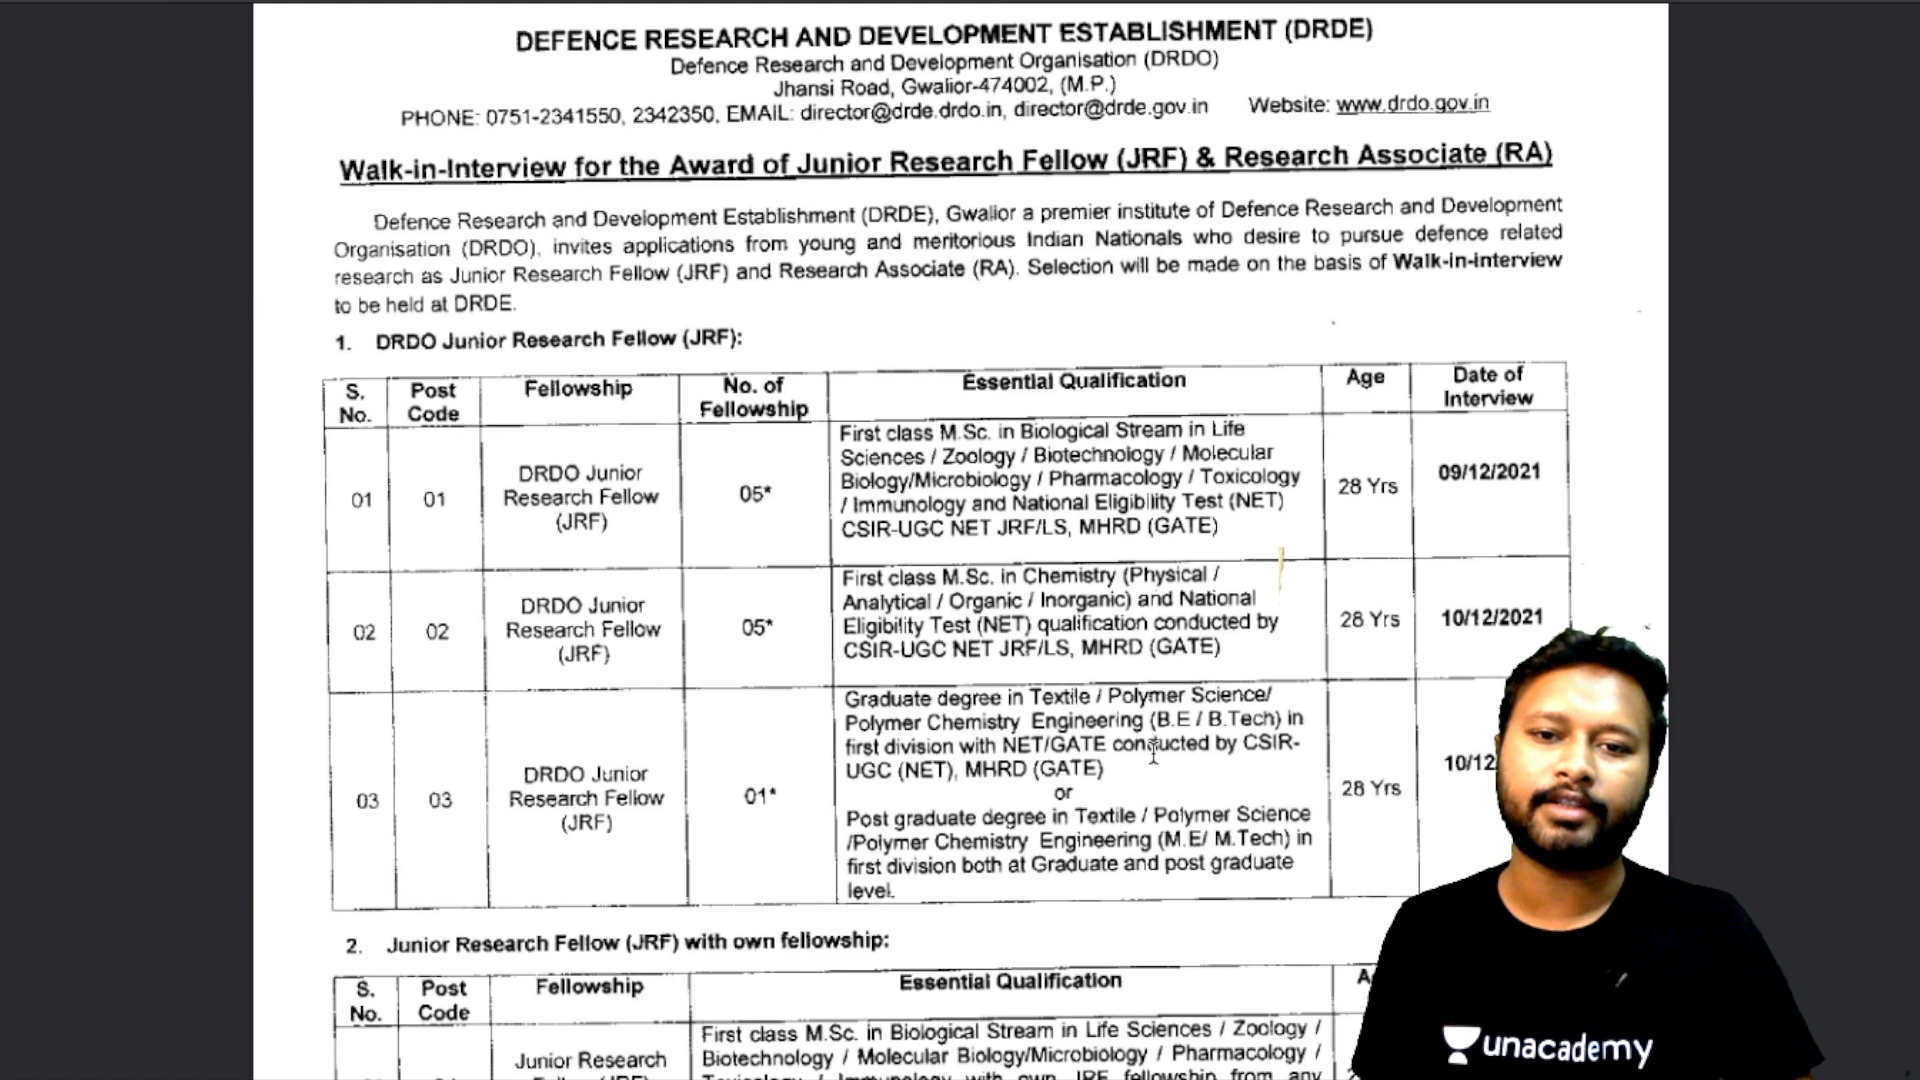 DEFENCE RESEARCH AND DEVELOPMENT ESTABLISHMENT (DRDE)
Defence Research and Development Organisation (DRDO)
Jhansi Road, Gwalior-474002, (M.P.)
PHONE: 0751-2341550, 2342350, EMAIL: director@drde.drdo.in, director@drde.gov.in Website: www.drdo.gov.in
Walk-in-Interview for the Award of Junior Research Fellow (JRF) & Research Associate (RA)
Defence Research and Development Establishment (DRDE), Gwalior a premier institute of Defence Research and Development
Organisation (DRDO), invites applications from young and meritorious Indian Nationals who desire to pursue defence related
research as Junior Research Fellow (JRF) and Research Associate (RA). Selection will be made on the basis of Walk-in-interview
to be held at DRDE.
1. DRDO Junior Research Fellow (JRF):
S. No.
Post Code
Fellowship
No. of Fellowship
Essential Qualification
Age
Date of Interview
01
01
DRDO Junior
Research Fellow
(JRF)
05*
First class M.Sc. in Biological Stream in Life
Sciences / Zoology / Biotechnology / Molecular
Biology/Microbiology / Pharmacology / Toxicology
/ Immunology and National Eligibility Test (NET)
CSIR-UGC NET JRF/LS, MHRD (GATE)
28 Yrs
09/12/2021
02
02
DRDO Junior
Research Fellow
(JRF)
05*
First class M.Sc. in Chemistry (Physical /
Analytical / Organic / Inorganic) and National
Eligibility Test (NET) qualification conducted by
CSIR-UGC NET JRF/LS, MHRD (GATE)
28 Yrs
10/12/2021
03
03
DRDO Junior
Research Fellow
(JRF)
01*
Graduate degree in Textile / Polymer Science/
Polymer Chemistry Engineering (B.E / B.Tech) in
first division with NET/GATE conducted by CSIR-
UGC (NET), MHRD (GATE)
or
Post graduate degree in Textile / Polymer Science
/Polymer Chemistry Engineering (M.E/ M.Tech) in
first division both at Graduate and post graduate
level.
28 Yrs
10/12
2. Junior Research Fellow (JRF) with own fellowship:
S. No.
Post Code
Fellowship
Essential Qualification
Junior Research
First class M.Sc. in Biological Stream in Life Sciences / Zoology /
Biotechnology / Molecular Biology/Microbiology / Pharmacology /
unacademy